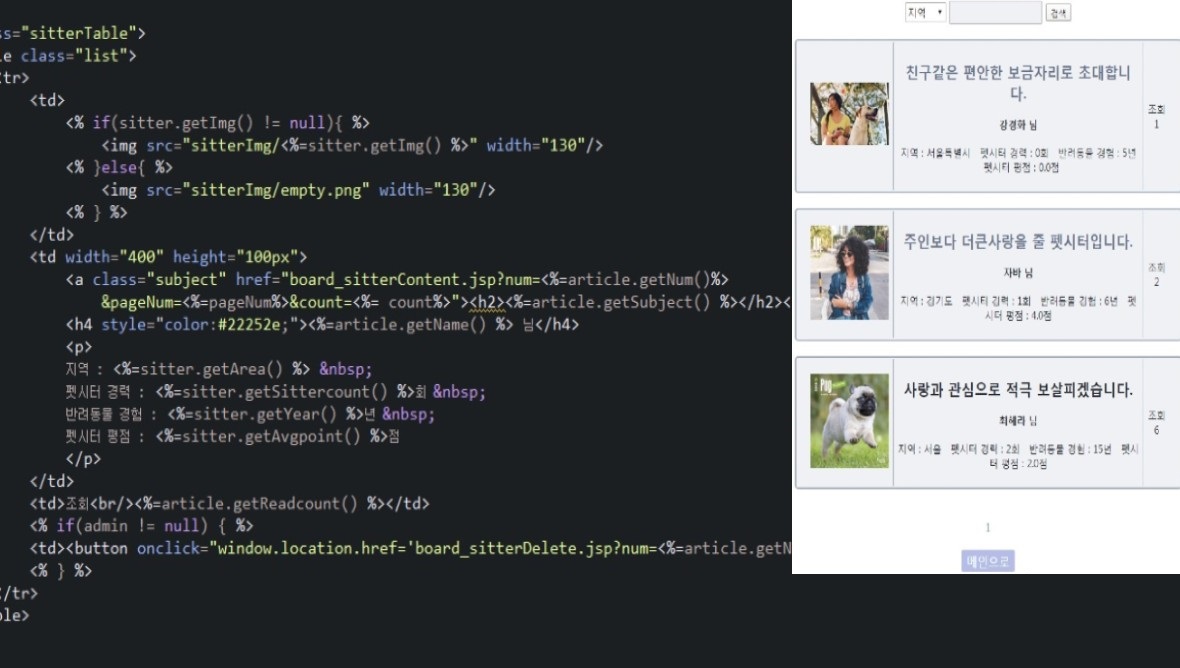 ss="sitterTable">
e class="list">
<tr>
<td>
<% if(sitter.getImg() != null){ %>
<img src="sitterImg/<%=sitter.getImg() %>" width="130"/>
<% }else{ %>
<img src="sitterImg/empty.png" width="130"/>
<% } %>
</td>
<td width="400" height="100px">
<a class="subject" href="board_sitterContent.jsp?num=<%=article.getNum()%>
&pageNum=<%=pageNum%>&count=<%= count%>"><h2><%=article.getSubject() %></h2><
<h4 style="color:#22252e;"><%=article.getName() %> 님</h4>
<p>
지역 : <%=sitter.getArea() %> &nbsp;
펫시터 경력 : <%=sitter.getSittercount() %>회 &nbsp;
반려동물 경험 : <%=sitter.getYear() %>년 &nbsp;
펫시터 평점 : <%=sitter.getAvgpoint() %>점
</p>
</td>
<td>조회<br/><%=article.getReadcount() %></td>
<% if(admin != null) { %>
<td><button onclick="window.location.href='board_sitterDelete.jsp?num=<%=article.getN
<% } %>
</tr>
ble>
지역 ▼ 검색
친구같은 편안한 보금자리로 초대합니
다.
강경화 님
지역 : 서울특별시 펫시터 경력 : 0회 반려동물 경험 : 5년
펫시터 평점 : 0.0점
조회
1
주인보다 더큰사랑을 줄 펫시터입니다.
자바 님
지역 : 경기도 펫시터 경력 : 1회 반려동물 경험 : 6년 펫
시터 평점 : 4.0점
조회
2
Pug
사랑과 관심으로 적극 보살피겠습니다.
최혜라 님
지역 : 서울 펫시터 경력 : 2회 반려동물 경험 : 15년 펫시
터 평점 : 2.0점
조회
6
1
메인으로